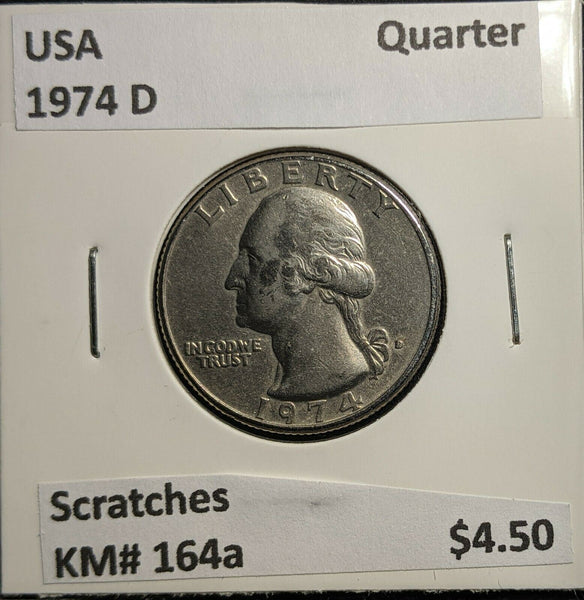 USA Quarter
1974 D
LIBERTY
IN GOD WE
TRUST
D
1974
Scratches
KM# 164a $4.50